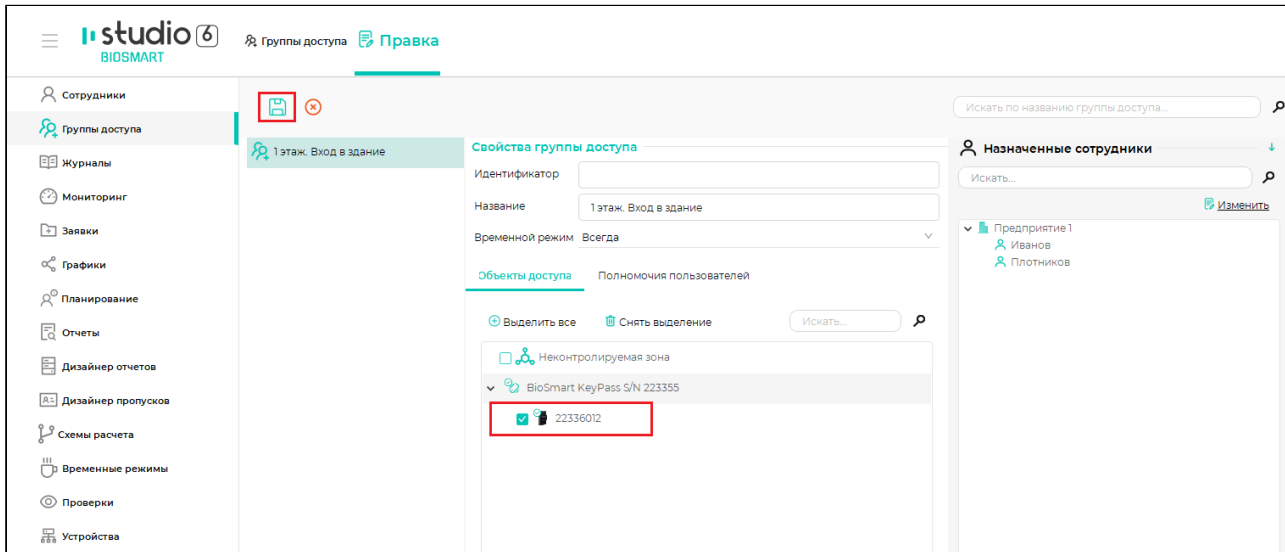 studio 6
BIOSMART
Группы доступа
Правка
Сотрудники
Группы доступа
Журналы
Мониторинг
Заявки
Графики
Планирование
Отчеты
Дизайнер отчетов
Дизайнер пропусков
Схемы расчета
Временные режимы
Проверки
Устройства
Искать по названию группы доступа...
1 этаж. Вход в здание
Свойства группы доступа
Идентификатор
Название 1 этаж. Вход в здание
Временной режим Всегда
Объекты доступа Полномочия пользователей
Выделить все Снять выделение Искать...
Неконтролируемая зона
BioSmart KeyPass S/N 223355
22336012
Назначенные сотрудники
Искать...
Изменить
Предприятие 1
Иванов
Плотников